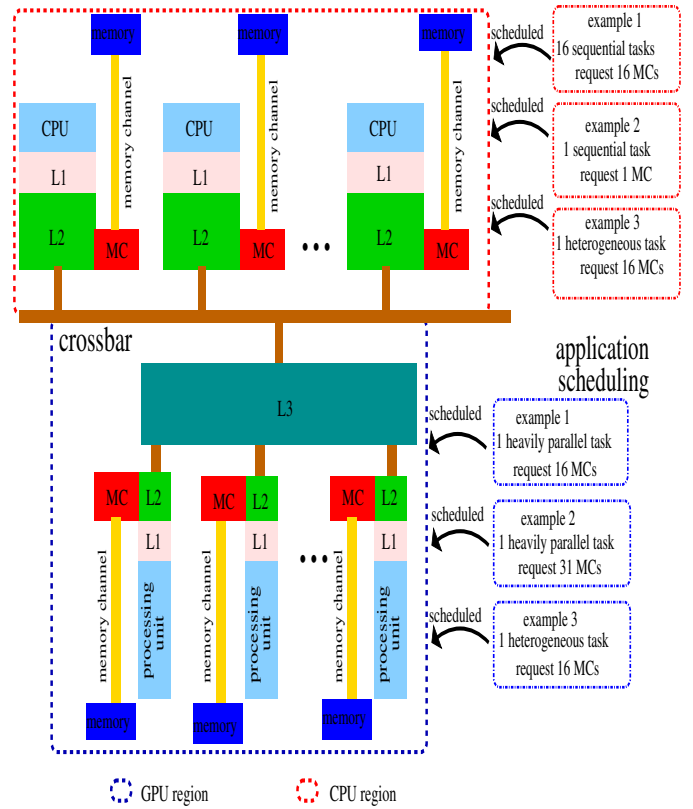 memory
memory
memory
scheduled
example 1
16 sequential tasks
request 16 MCs
memory channel
memory channel
memory channel
CPU
CPU
CPU
L1
L1
L1
L2
MC
L2
MC
L2
MC
scheduled
example 2
1 sequential task
request 1 MC
scheduled
example 3
1 heterogeneous task
request 16 MCs
crossbar
application
scheduling
L3
scheduled
example 1
1 heavily parallel task
request 16 MCs
MC
L2
MC
L2
MC
L2
L1
L1
L1
memory channel
processing
unit
memory channel
processing
unit
memory channel
processing
unit
scheduled
example 2
1 heavily parallel task
request 31 MCs
scheduled
example 3
1 heterogeneous task
request 16 MCs
memory
memory
memory
GPU region
CPU region